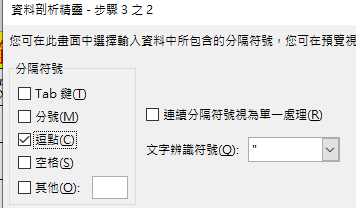 資料剖析精靈 - 步驟 3 之 2
您可在此畫面中選擇輸入資料中所包含的分隔符號，您可在預覽視
分隔符號
Tab 鍵(T)
分號(M)
逗點(C)
空格(S)
其他(O):
連續分隔符號視為單一處理(R)
文字辨識符號(Q): "